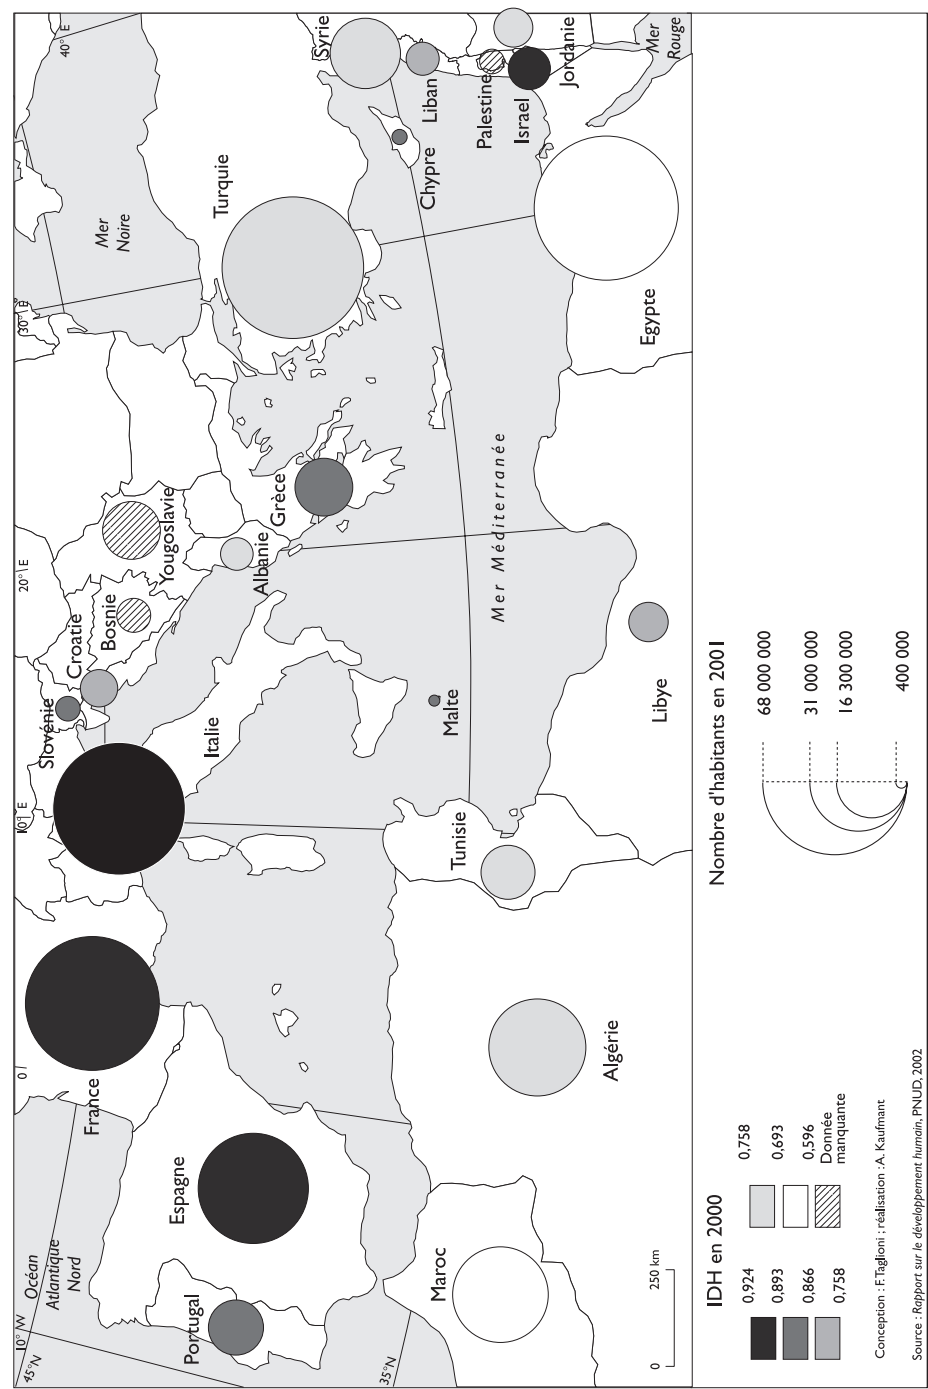 10° W
0
10° E
20° E
30° E
40° E
45°N
35°N
Océan
Atlantique
Nord
France
Espagne
Portugal
Slovénie
Croatie
Bosnie
Yougoslavie
Italie
Albanie
Grèce
Mer
Noire
Turquie
Syrie
Chypre
Liban
Palestine
Israel
Jordanie
Mer
Rouge
Mer Méditerranée
Malte
Maroc
Algérie
Tunisie
Libye
Egypte
0 250 km
IDH en 2000
0,924
0,893
0,866
0,758
0,758
0,693
0,596
Donnée
manquante
Nombre d'habitants en 2001
68 000 000
31 000 000
16 300 000
400 000
Conception : F. Taglioni ; réalisation : A. Kaufmant
Source : Rapport sur le développement humain, PNUD, 2002